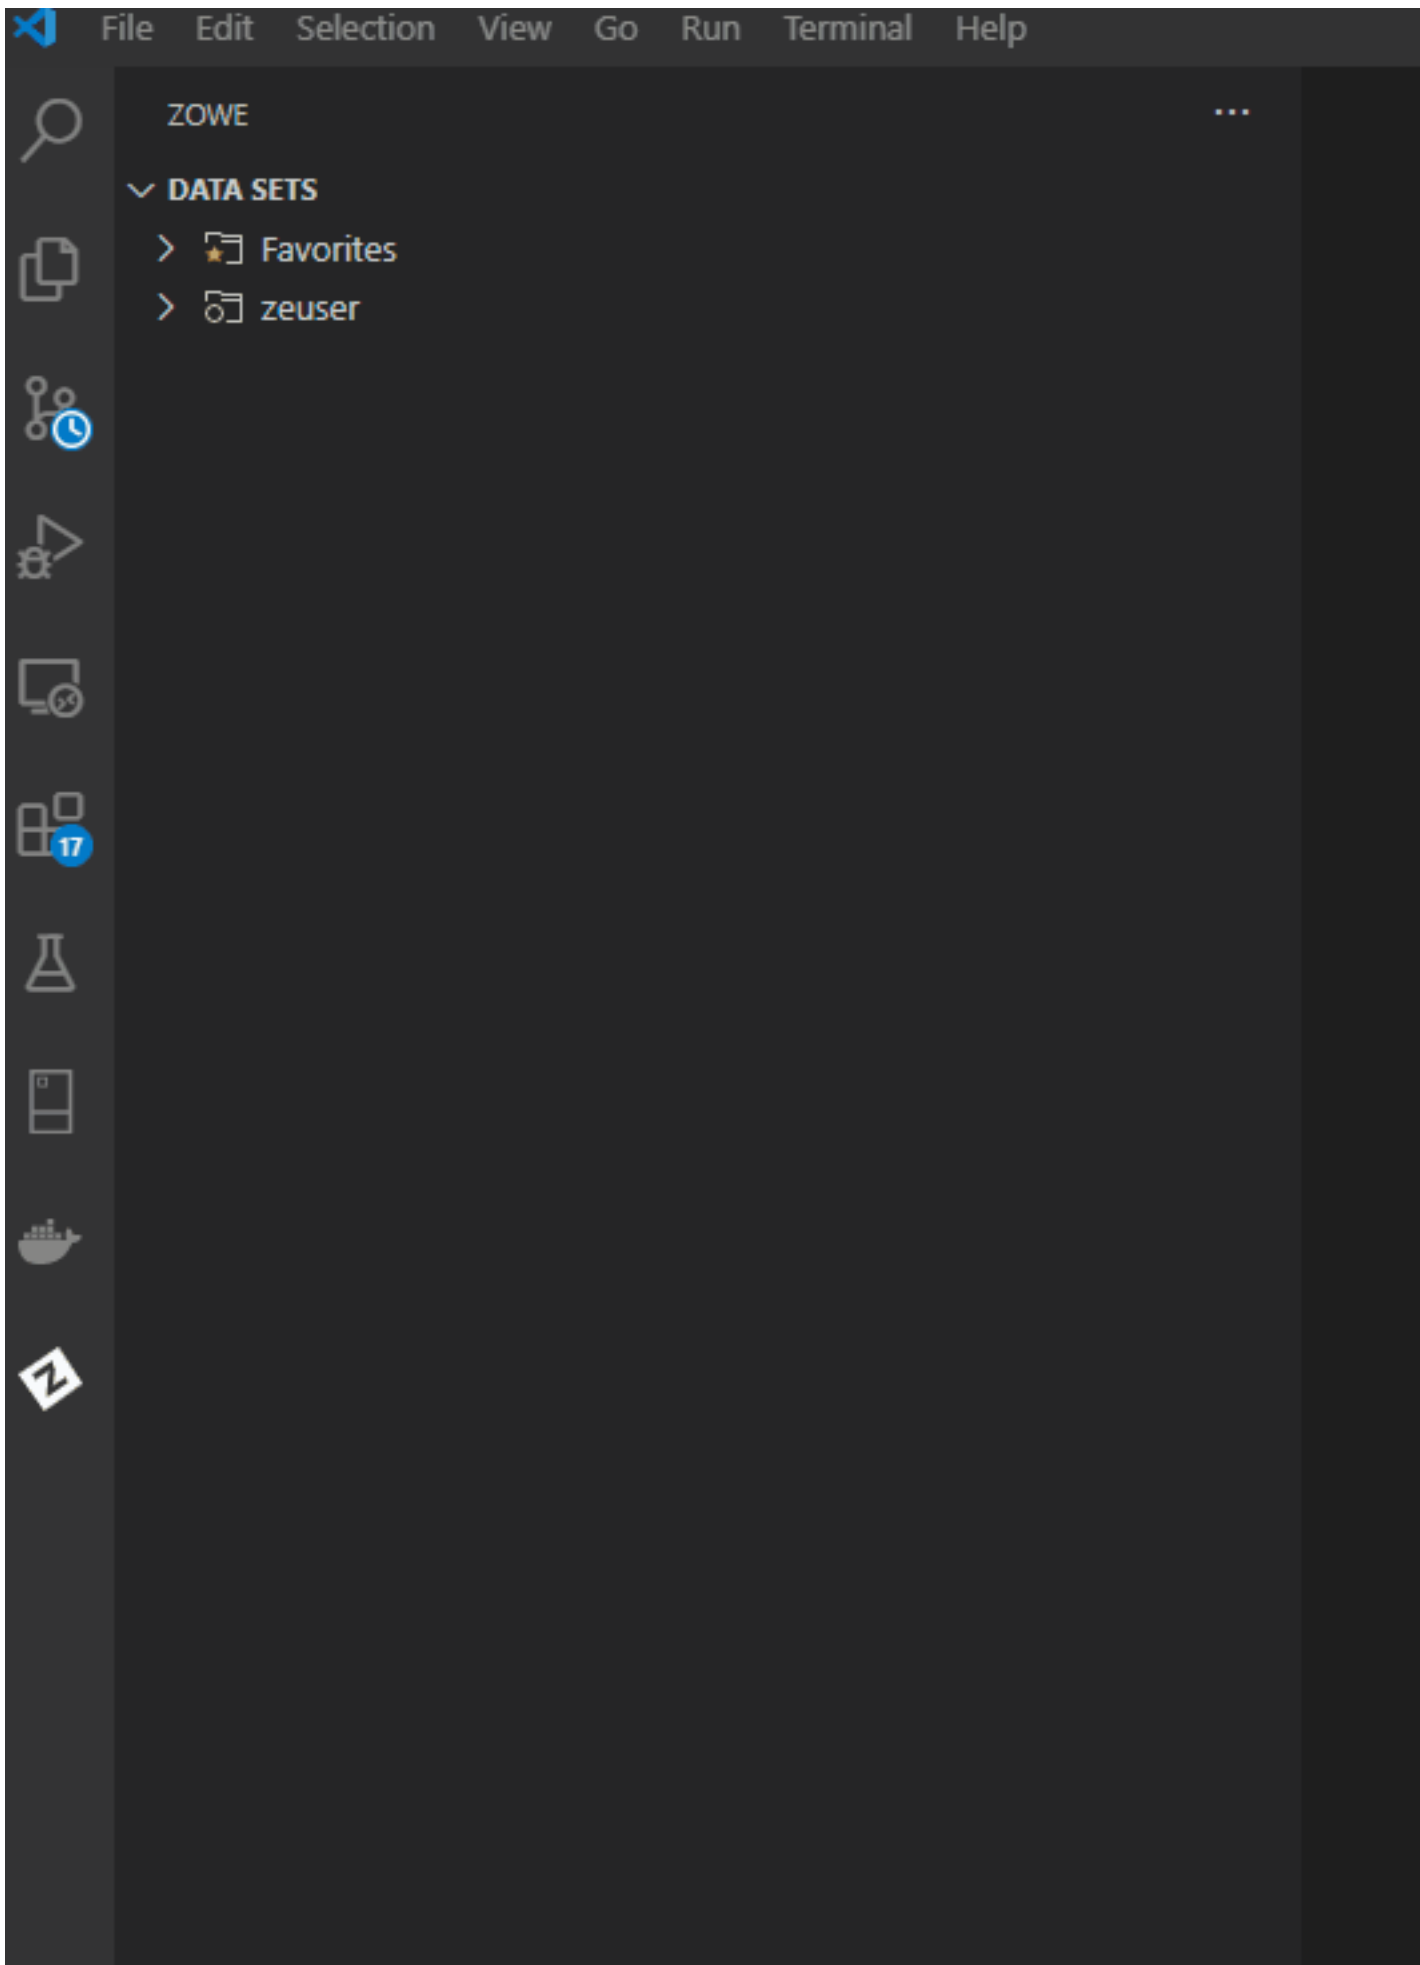 File Edit Selection View Go Run Terminal Help
ZOWE ...
DATA SETS
Favorites
zeuser
17
Z